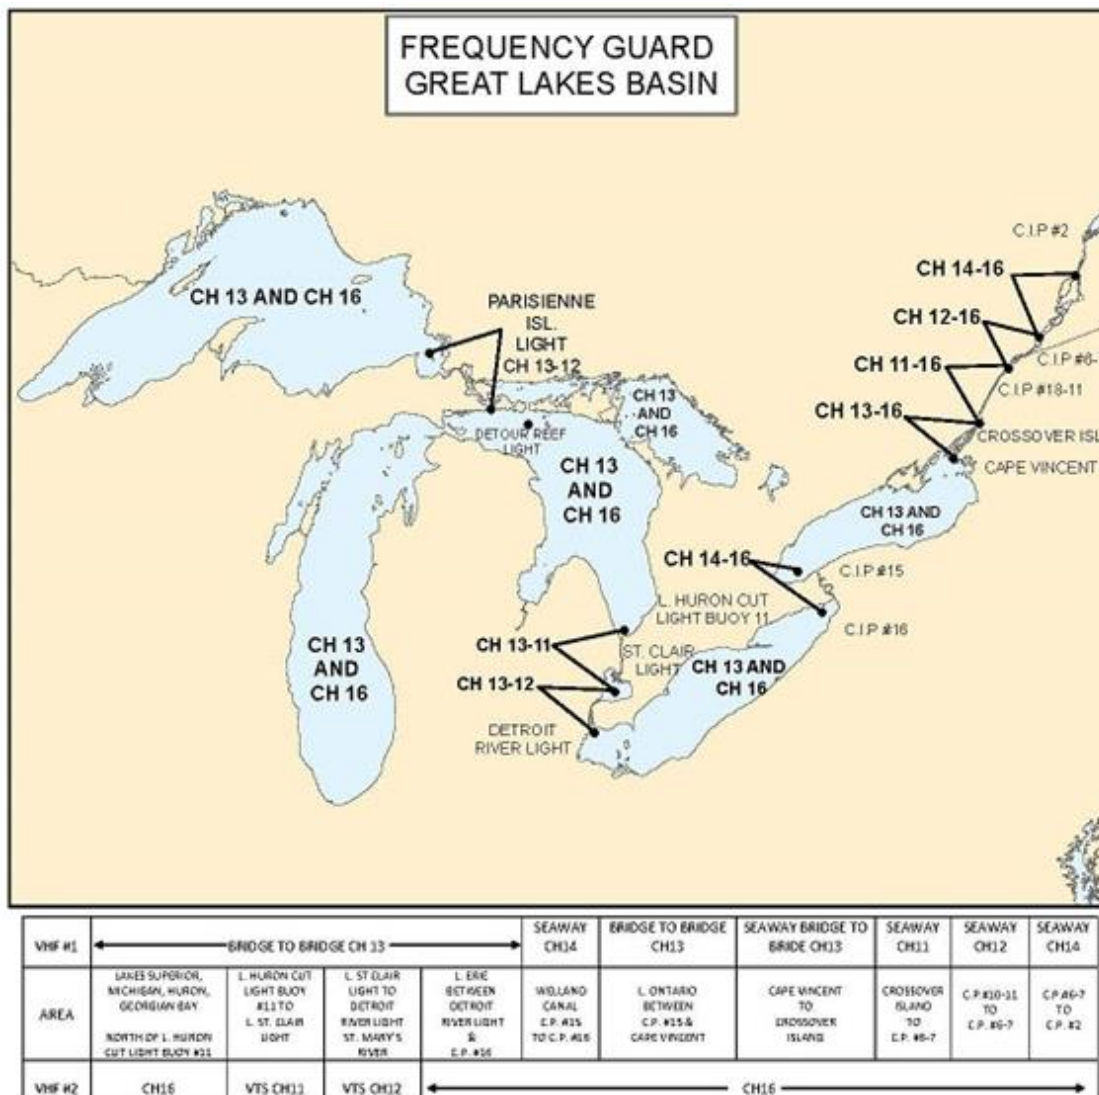 FREQUENCY GUARD
GREAT LAKES BASIN
C.I.P #2
CH 14-16
CH 13 AND CH 16
PARISIENNE
ISL.
LIGHT
CH 13-12
CH 12-16
C.I.P #6-
CH 11-16
C.I.P #18-11
CH 13
AND
CH 16
CH 13-16
CROSSOVER ISL
DETOUR REEF
LIGHT
CAPE VINCENT
CH 13
AND
CH 16
CH 13 AND
CH 16
CH 14-16
C.I.P #15
L. HURON CUT
LIGHT BUOY 11
C.I.P #16
CH 13-11
ST. CLAIR
LIGHT
CH 13
AND
CH 16
CH 13 AND
CH 16
CH 13-12
DETROIT
RIVER LIGHT
VHF #1
BRIDGE TO BRIDGE CH 13
SEAWAY
CH14
BRIDGE TO BRIDGE
CH13
SEAWAY BRIDGE TO
BRIDE CH13
SEAWAY
CH11
SEAWAY
CH12
SEAWAY
CH14
AREA
LAKES SUPERIOR,
MICHIGAN, HURON,
GEORGIAN BAY
NORTH OF L. HURON
CUT LIGHT BUOY #11
L. HURON CUT
LIGHT BUOY
#11 TO
L. ST. CLAIR
LIGHT
L. ST CLAIR
LIGHT TO
DETROIT
RIVER LIGHT
ST. MARY'S
RIVER
L. ERIE
BETWEEN
DETROIT
RIVER LIGHT
&
C.P. #16
WELLAND
CANAL
C.P. #15
TO C.P. #16
L. ONTARIO
BETWEEN
C.P. #15 &
CAPE VINCENT
CAPE VINCENT
TO
CROSSOVER
ISLAND
CROSSOVER
ISLAND
TO
C.P. #6-7
C.P.#10-11
TO
C.P. #6-7
C.P.#6-7
TO
C.P. #2
VHF #2
CH16
VTS CH11
VTS CH12
CH16